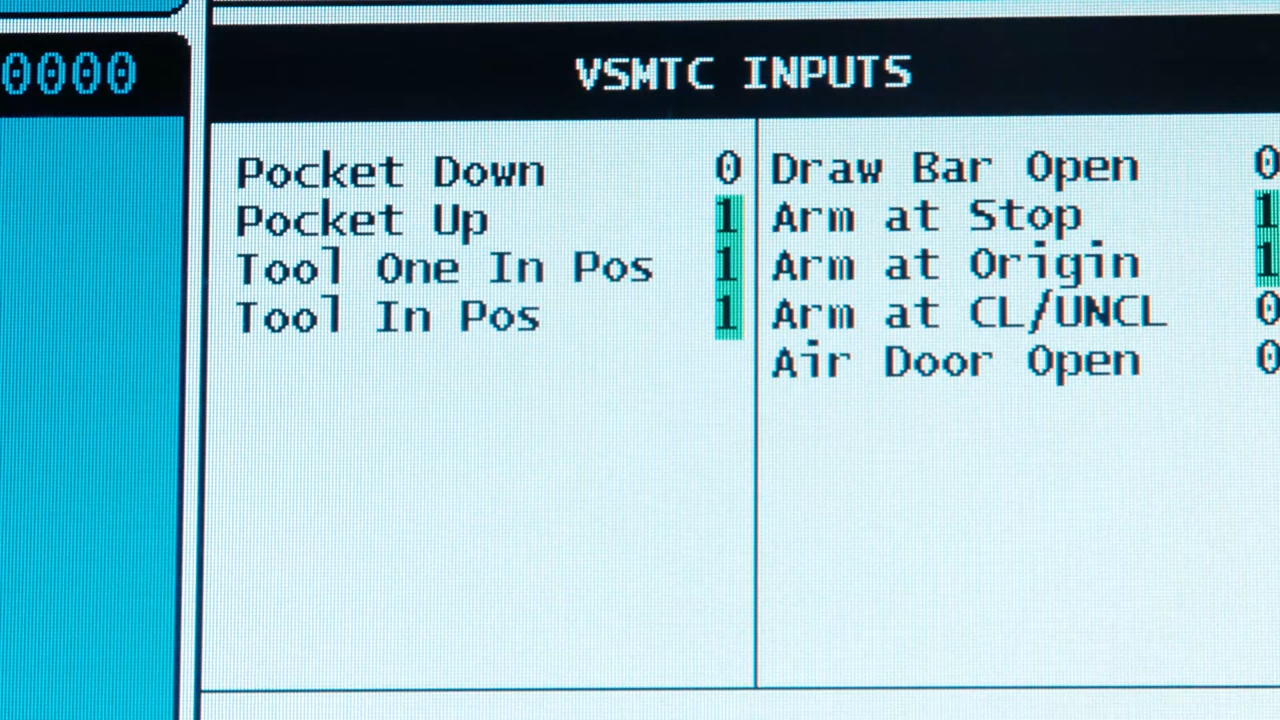 0000
VSMTC INPUTS
Pocket Down 0
Pocket Up 1
Tool One In Pos 1
Tool In Pos 1
Draw Bar Open 0
Arm at Stop 1
Arm at Origin 1
Arm at CL/UNCL 0
Air Door Open 0